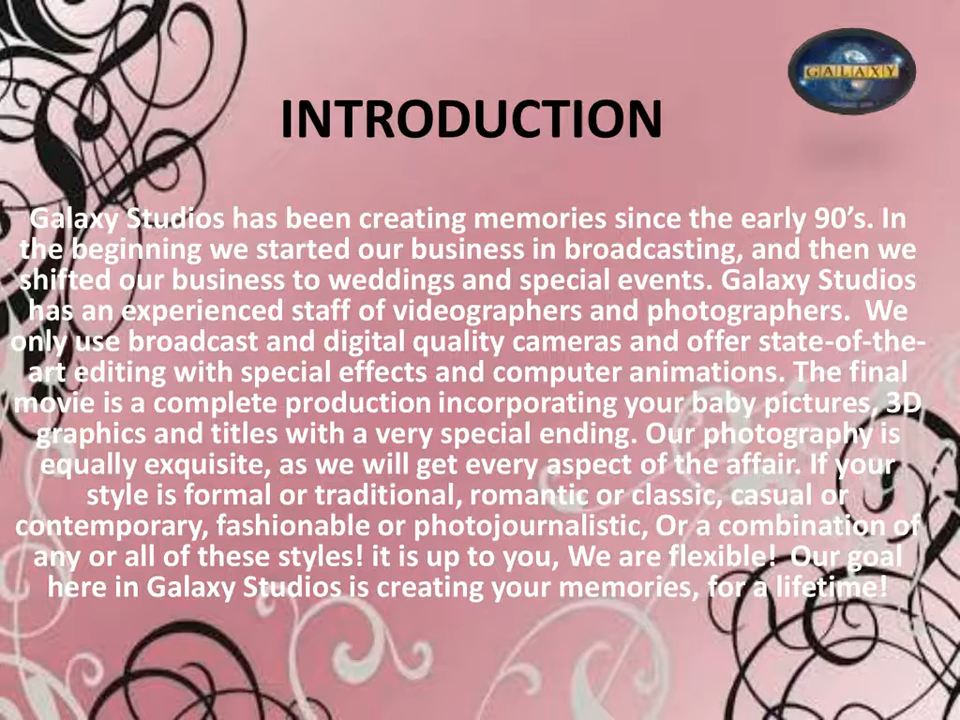 GALAXY
INTRODUCTION
Galaxy Studios has been creating memories since the early 90’s. In
the beginning we started our business in broadcasting, and then we
shifted our business to weddings and special events. Galaxy Studios
has an experienced staff of videographers and photographers.  We
only use broadcast and digital quality cameras and offer state-of-the-
art editing with special effects and computer animations. The final
movie is a complete production incorporating your baby pictures, 3D
graphics and titles with a very special ending. Our photography is
equally exquisite, as we will get every aspect of the affair. If your
style is formal or traditional, romantic or classic, casual or
contemporary, fashionable or photojournalistic, Or a combination of
any or all of these styles! it is up to you, We are flexible!  Our goal
here in Galaxy Studios is creating your memories, for a lifetime!